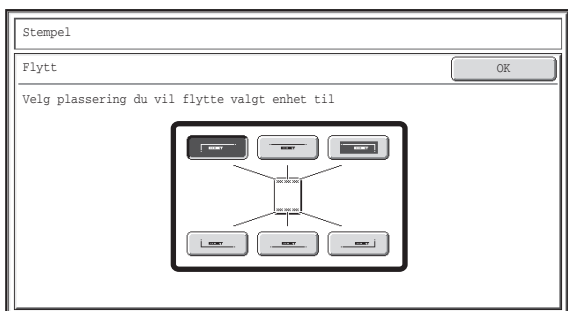 Stempel
Flytt
OK
Velg plassering du vil flytte valgt enhet til